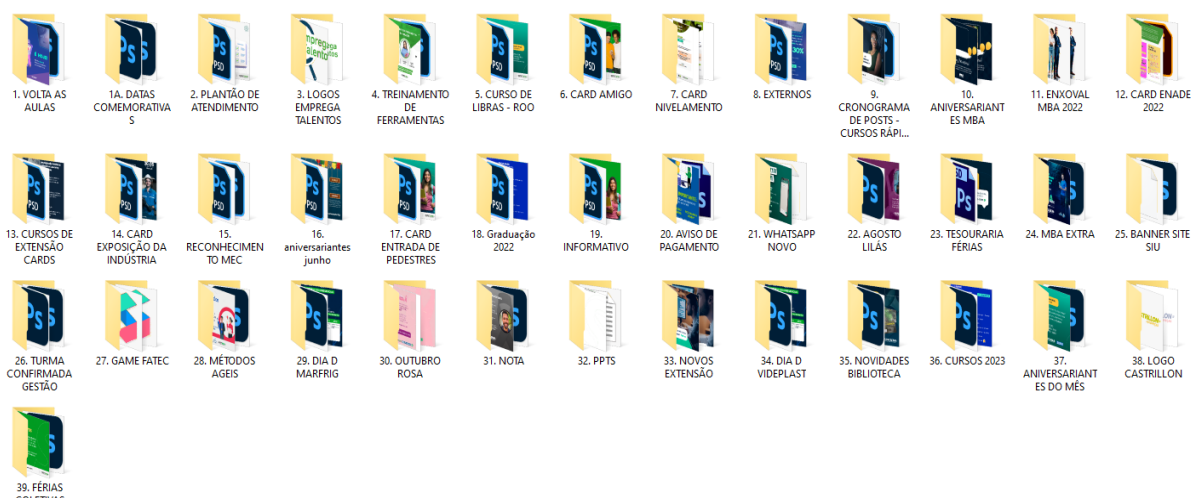 1. VOLTA AS
AULAS
1A. DATAS
COMEMORATIVA
S
2. PLANTÃO DE
ATENDIMENTO
3. LOGOS
EMPREGA
TALENTOS
4. TREINAMENTO
DE
FERRAMENTAS
5. CURSO DE
LIBRAS - ROO
6. CARD AMIGO
7. CARD
NIVELAMENTO
8. EXTERNOS
9.
CRONOGRAMA
DE POSTS -
CURSOS RÁPI...
10.
ANIVERSARIANT
ES MBA
11. ENXOVAL
MBA 2022
12. CARD ENADE
2022
13. CURSOS DE
EXTENSÃO
CARDS
14. CARD
EXPOSIÇÃO DA
INDÚSTRIA
15.
RECONHECIMEN
TO MEC
16.
aniversariantes
junho
17. CARD
ENTRADA DE
PEDESTRES
18. Graduação
2022
19.
INFORMATIVO
20. AVISO DE
PAGAMENTO
21. WHATSAPP
NOVO
22. AGOSTO
LILÁS
23. TESOURARIA
FÉRIAS
24. MBA EXTRA
25. BANNER SITE
SIU
26. TURMA
CONFIRMADA
GESTÃO
27. GAME FATEC
28. MÉTODOS
AGEIS
29. DIA D
MARFRIG
30. OUTUBRO
ROSA
31. NOTA
32. PPTS
33. NOVOS
EXTENSÃO
34. DIA D
VIDEPLAST
35. NOVIDADES
BIBLIOTECA
36. CURSOS 2023
37.
ANIVERSARIANT
ES DO MÊS
38. LOGO
CASTRILLON
39. FÉRIAS
COLETIVAS